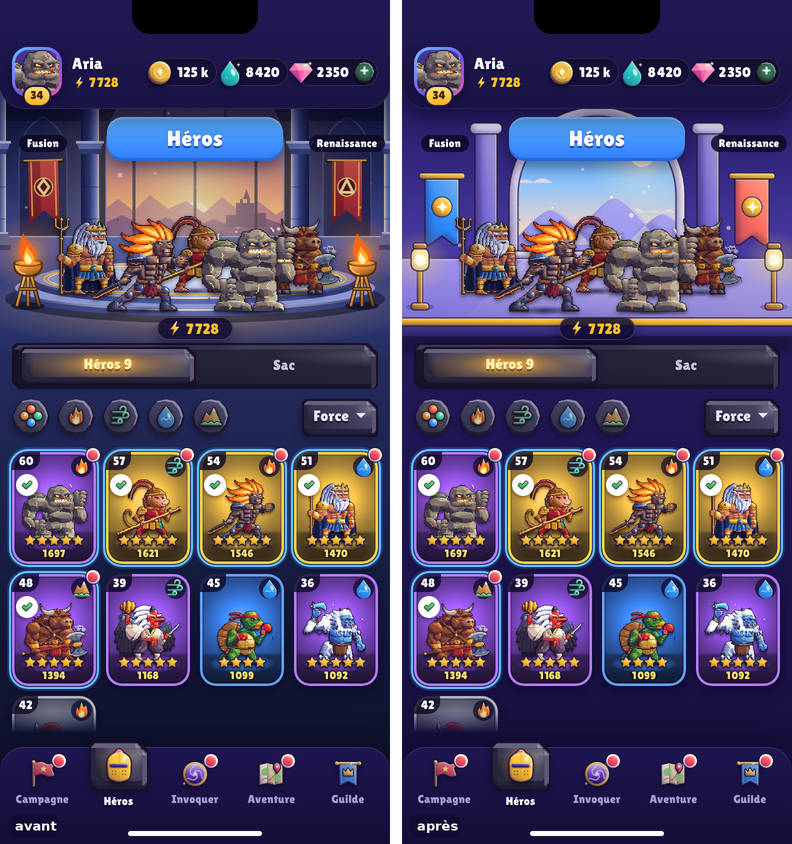 Aria
7728
34
125 k
8420
2350
Héros
Fusion
Renaissance
7728
Héros 9
Sac
Force
60
57
54
51
1697
1621
1546
1470
48
39
45
36
1394
1168
1099
1092
42
Campagne
Héros
Invoquer
Aventure
Guilde
avant
Aria
7728
34
125 k
8420
2350
Héros
Fusion
Renaissance
7728
Héros 9
Sac
Force
60
57
54
51
1697
1621
1546
1470
48
39
45
36
1394
1168
1099
1092
42
Campagne
Héros
Invoquer
Aventure
Guilde
après